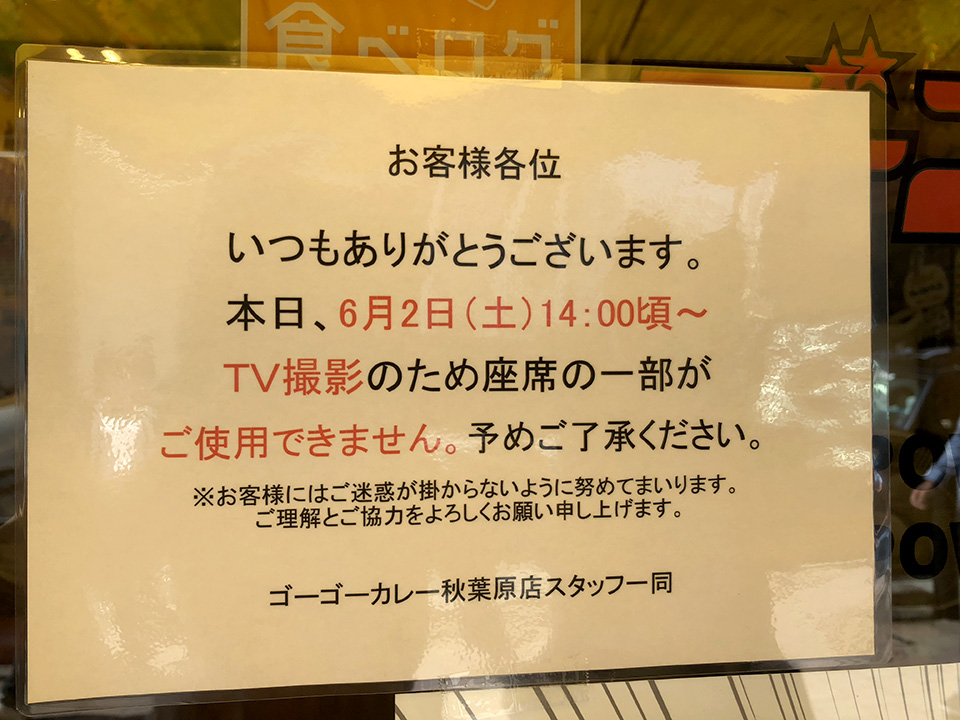 食べログ
お客様各位
いつもありがとうございます。
本日、6月2日(土)14:00頃～
TV撮影のため座席の一部が
ご使用できません。予めご了承ください。
※お客様にはご迷惑が掛からないように努めてまいります。
ご理解とご協力をよろしくお願い申し上げます。
ゴーゴーカレー秋葉原店スタッフ一同